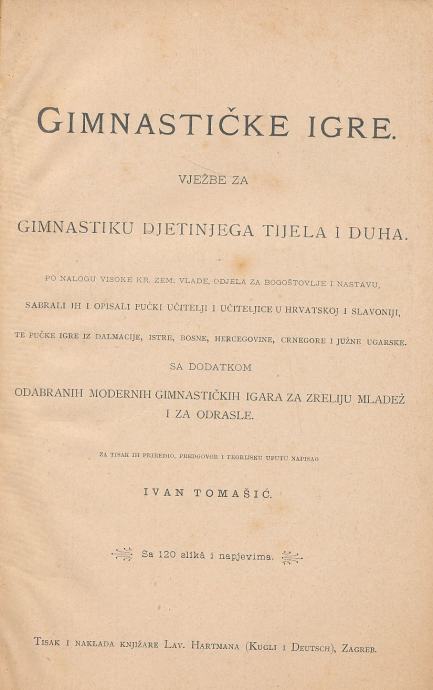 GIMNASTIČKE IGRE.
VJEŽBE ZA
GIMNASTIKU DJETINJEGA TIJELA I DUHA.
PO NALOGU VISOKE KR. ZEM. VLADE, ODJELA ZA BOGOŠTOVLJE I NASTAVU,
SABRALI IH I OPISALI PUČKI UČITELJI I UČITELJICE U HRVATSKOJ I SLAVONIJI,
TE PUČKE IGRE IZ DALMACIJE, ISTRE, BOSNE, HERCEGOVINE, CRNEGORE I JUŽNE UGARSKE.
SA DODATKOM
ODABRANIH MODERNIH GIMNASTIČKIH IGARA ZA ZRELIJU MLADEŽ
I ZA ODRASLE.
ZA TISAK IH PRIREDIO, PREDGOVOR I TEORIJSKU UPUTU NAPISAO
IVAN TOMAŠIĆ.
Sa 120 slikâ i napjevima.
TISAK I NAKLADA KNJIŽARE LAV. HARTMANA (KUGLI I DEUTSCH), ZAGREB.